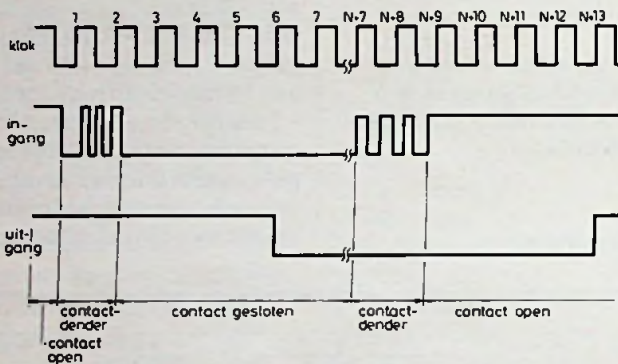 1 2 3 4 5 6 7 N+7 N+8 N+9 N+10 N+11 N+12 N+13
klok
in-
gang
uit-
gang
contact-
dender
contact gesloten
contact-
dender
contact open
contact
open